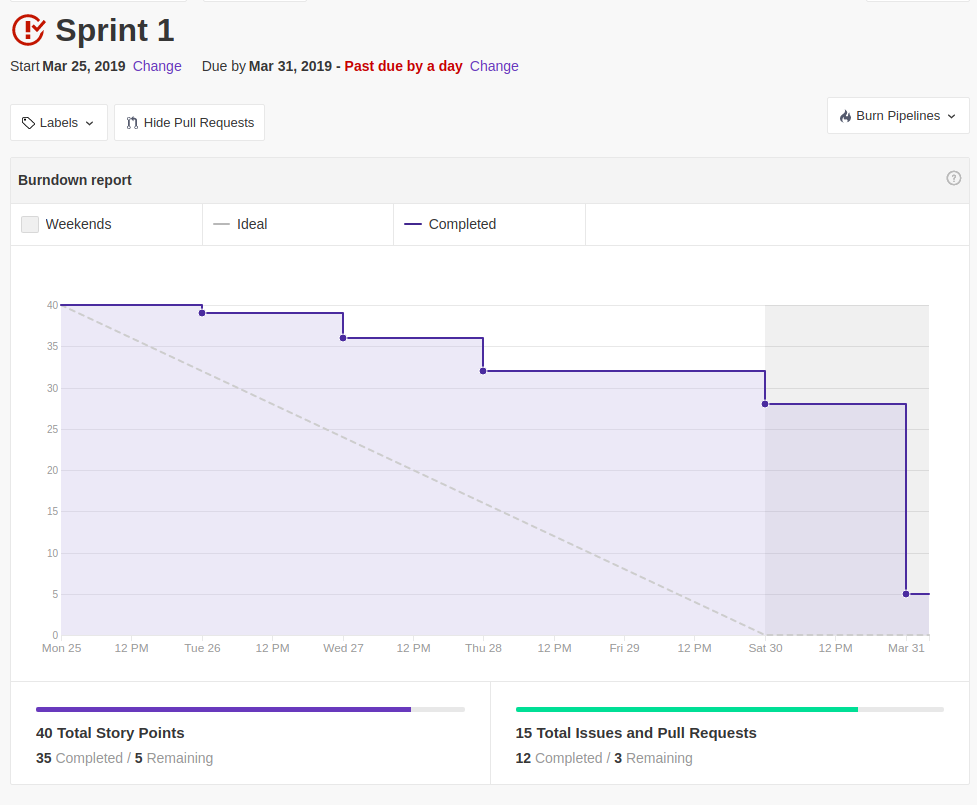 Sprint 1
Start Mar 25, 2019 Change Due by Mar 31, 2019 - Past due by a day Change
Labels Hide Pull Requests Burn Pipelines
Burndown report ?
Weekends Ideal Completed
40
35
30
25
20
15
10
5
0
Mon 25 12 PM Tue 26 12 PM Wed 27 12 PM Thu 28 12 PM Fri 29 12 PM Sat 30 12 PM Mar 31
40 Total Story Points
35 Completed / 5 Remaining
15 Total Issues and Pull Requests
12 Completed / 3 Remaining